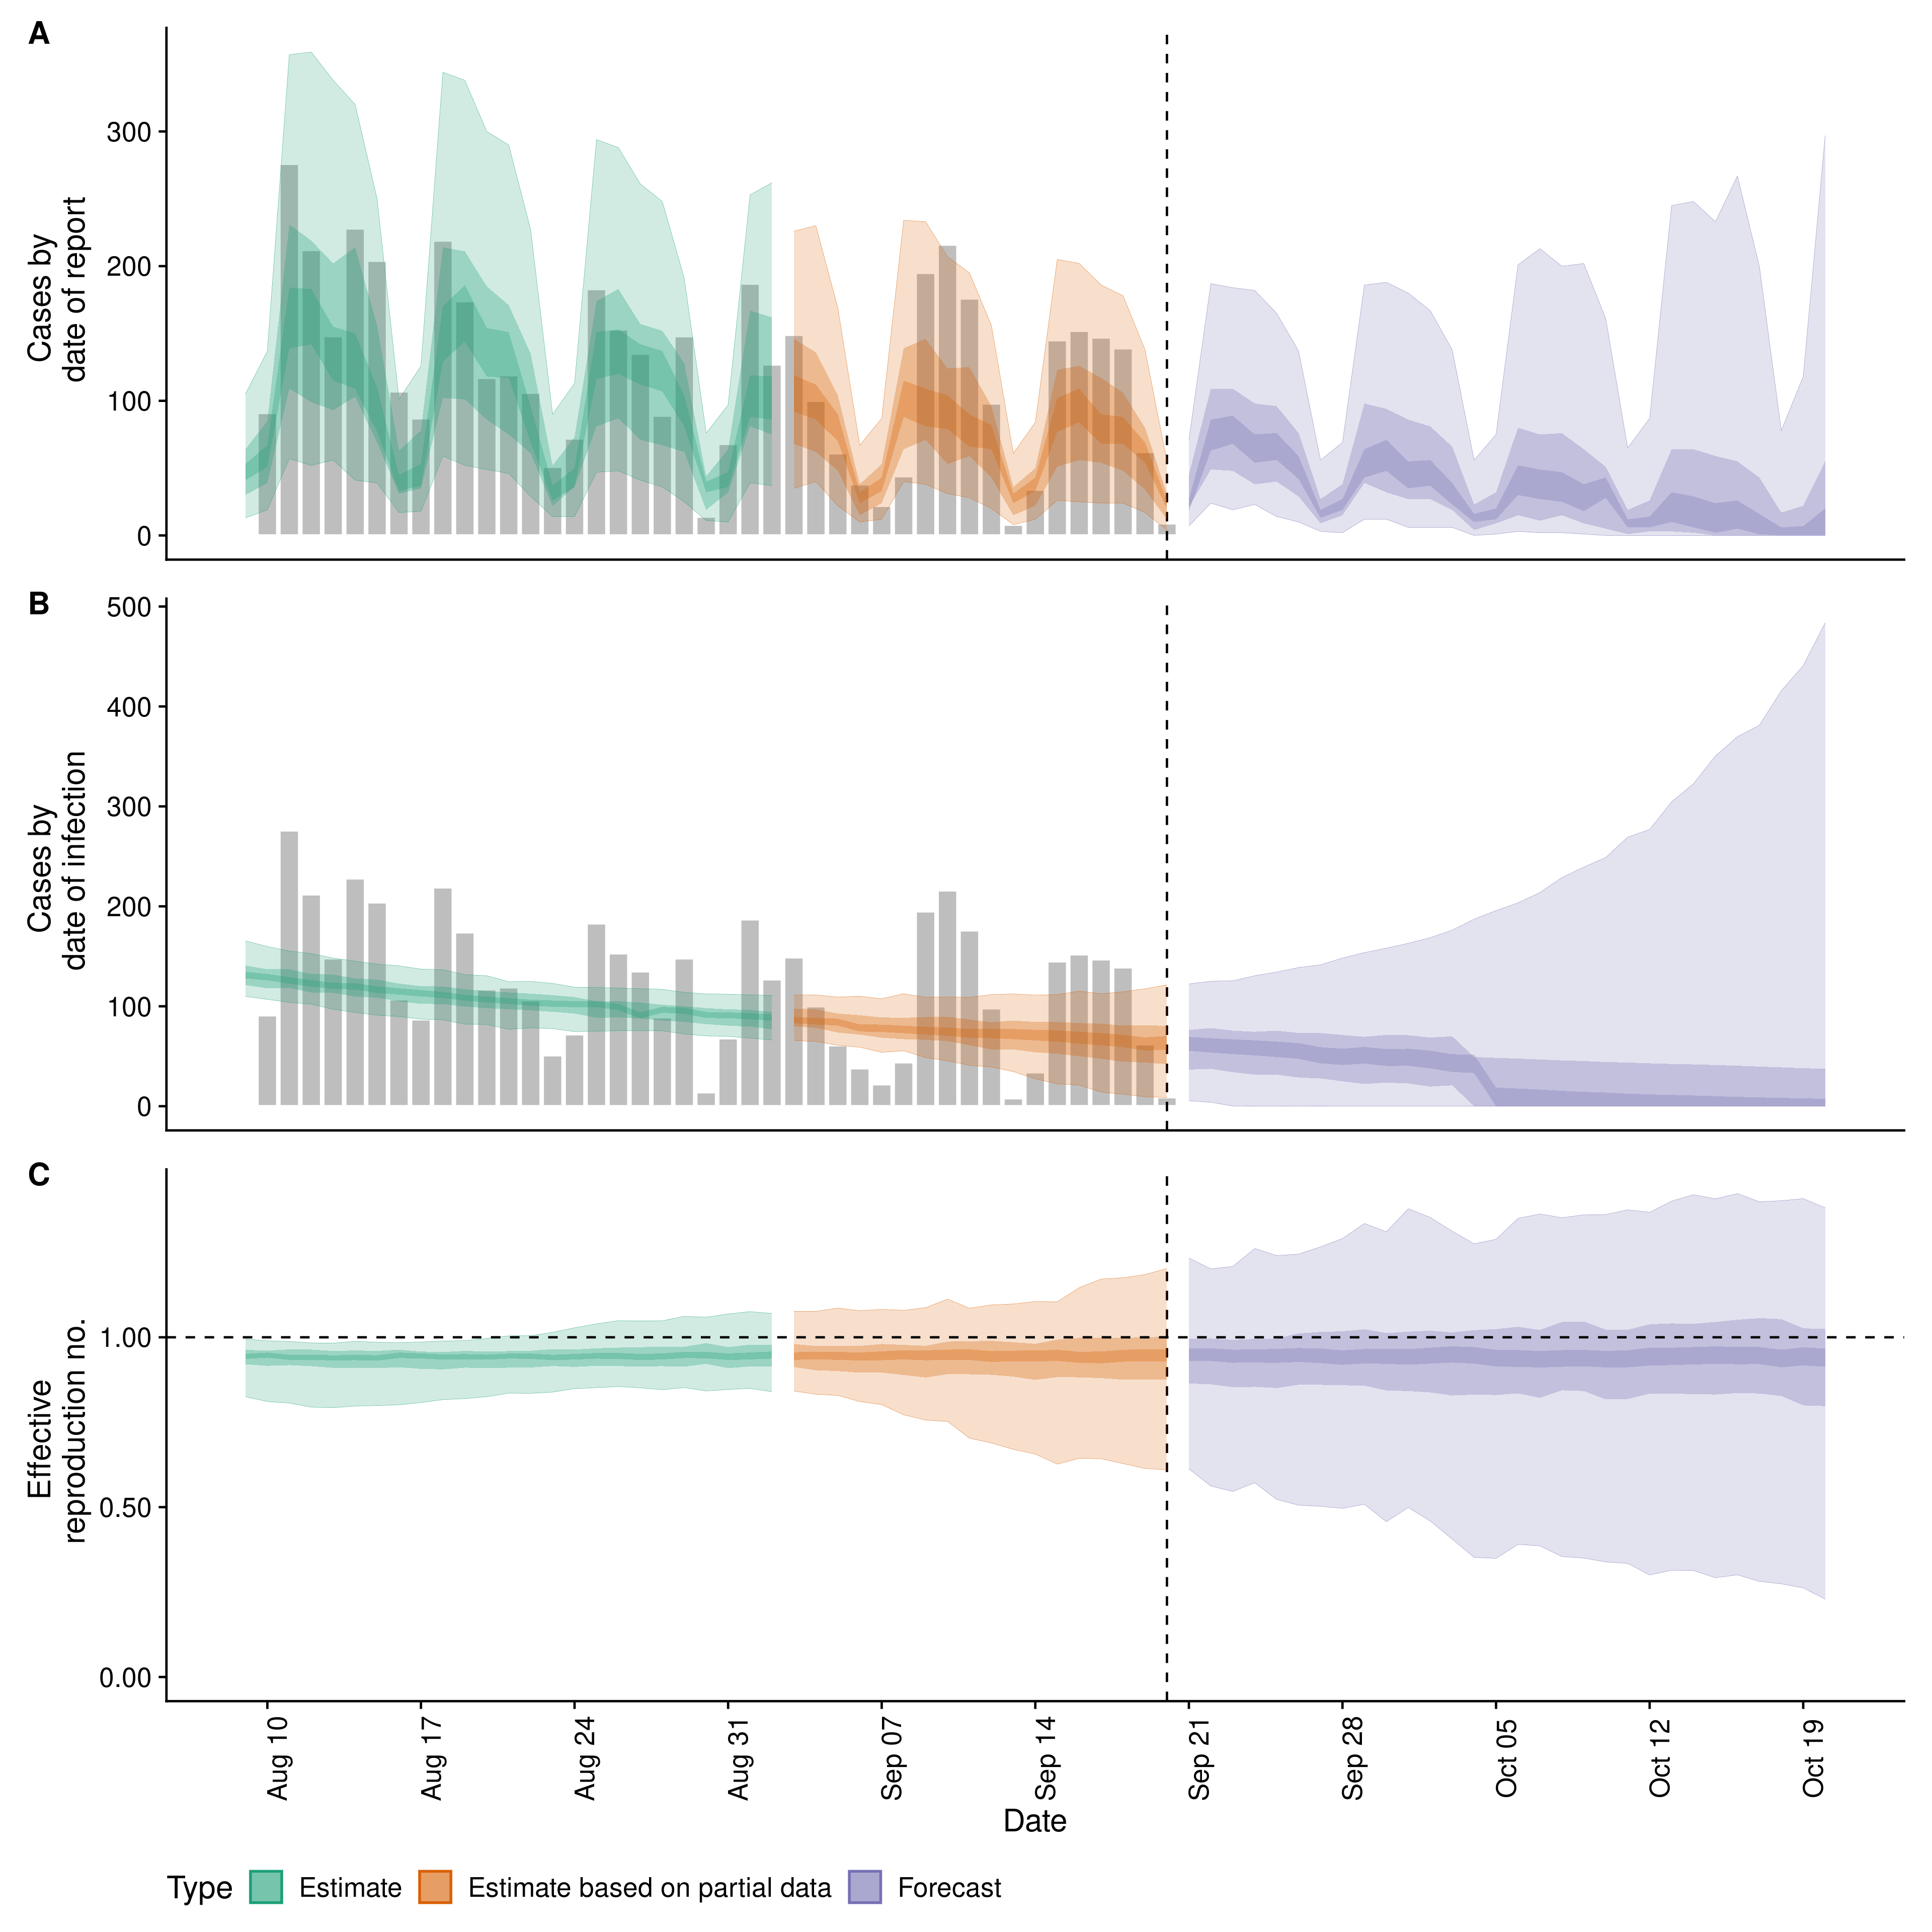 A
Cases by
date of report
300
200
100
0
B
Cases by
date of infection
500
400
300
200
100
0
C
Effective
reproduction no.
1.00
0.50
0.00
Aug 10
Aug 17
Aug 24
Aug 31
Sep 07
Sep 14
Sep 21
Sep 28
Oct 05
Oct 12
Oct 19
Date
Type Estimate Estimate based on partial data Forecast